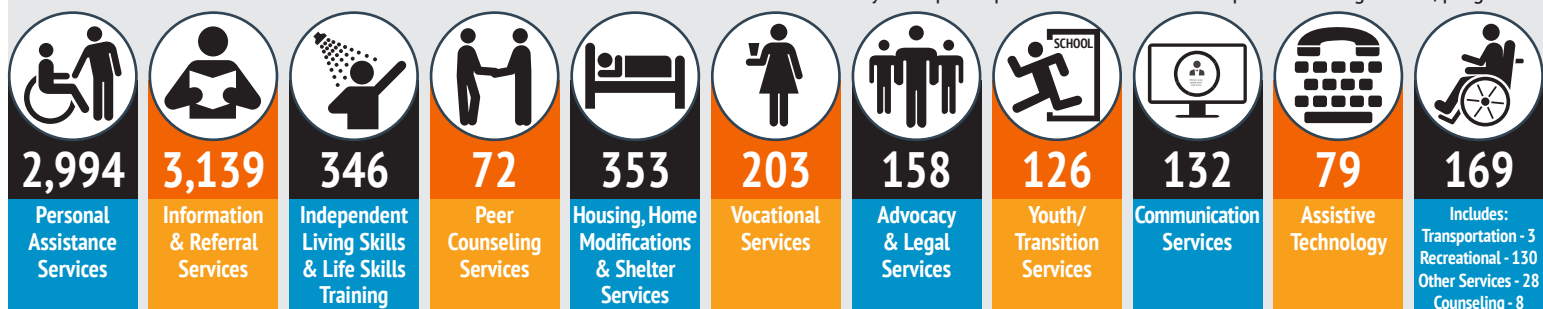 SCHOOL
2,994
Personal
Assistance
Services
3,139
Information
& Referral
Services
346
Independent
Living Skills
& Life Skills
Training
72
Peer
Counseling
Services
353
Housing, Home
Modifications
& Shelter
Services
203
Vocational
Services
158
Advocacy
& Legal
Services
126
Youth/
Transition
Services
132
Communication
Services
79
Assistive
Technology
169
Includes:
Transportation - 3
Recreational - 130
Other Services - 28
Counseling - 8